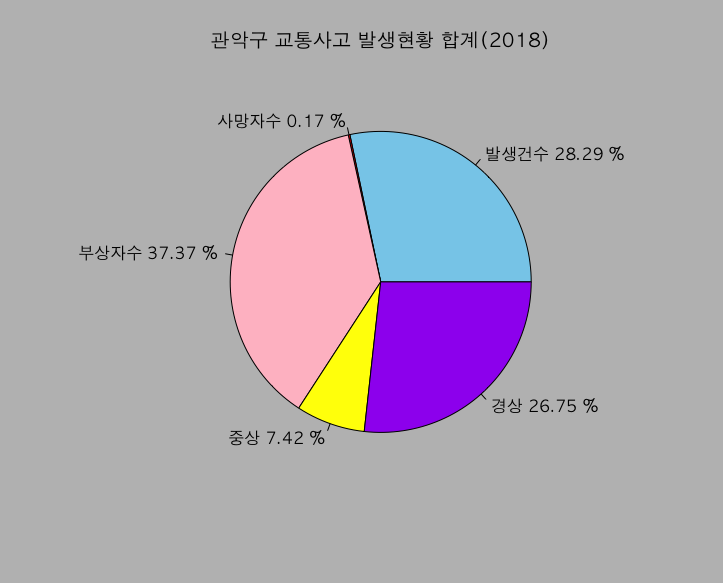 관악구 교통사고 발생현황 합계(2018)
사망자수 0.17 %
발생건수 28.29 %
부상자수 37.37 %
경상 26.75 %
중상 7.42 %